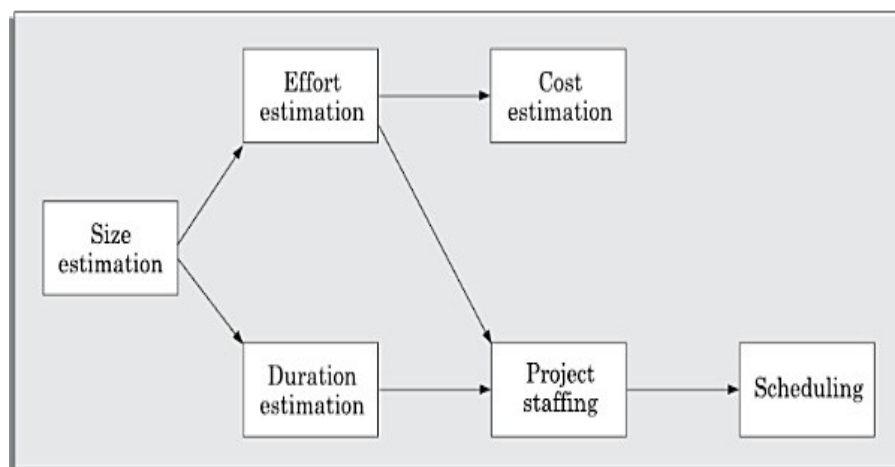 Effort
estimation
Cost
estimation
Size
estimation
Duration
estimation
Project
staffing
Scheduling